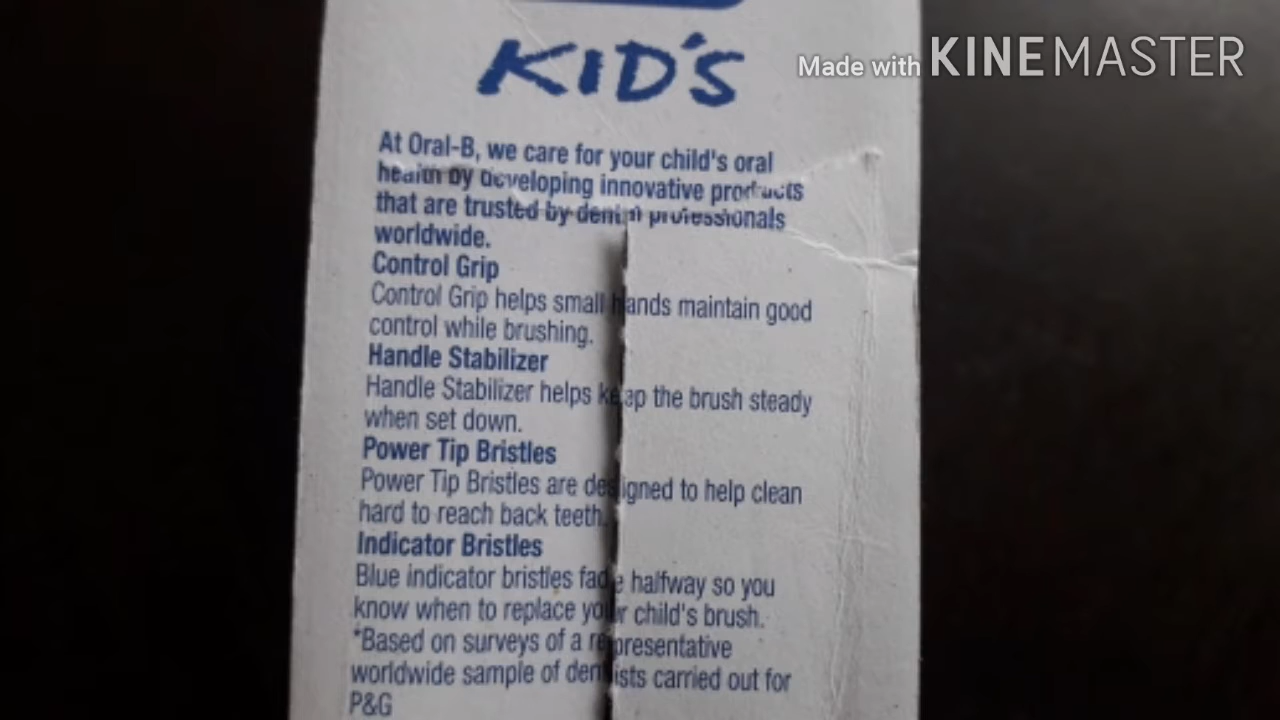 KID'S
Made with KINEMASTER
At Oral-B, we care for your child's oral
health by developing innovative products
that are trusted by dental professionals
worldwide.
Control Grip
Control Grip helps small hands maintain good
control while brushing.
Handle Stabilizer
Handle Stabilizer helps keep the brush steady
when set down.
Power Tip Bristles
Power Tip Bristles are designed to help clean
hard to reach back teeth.
Indicator Bristles
Blue indicator bristles fade halfway so you
know when to replace your child's brush.
*Based on surveys of a representative
worldwide sample of dentists carried out for
P&G